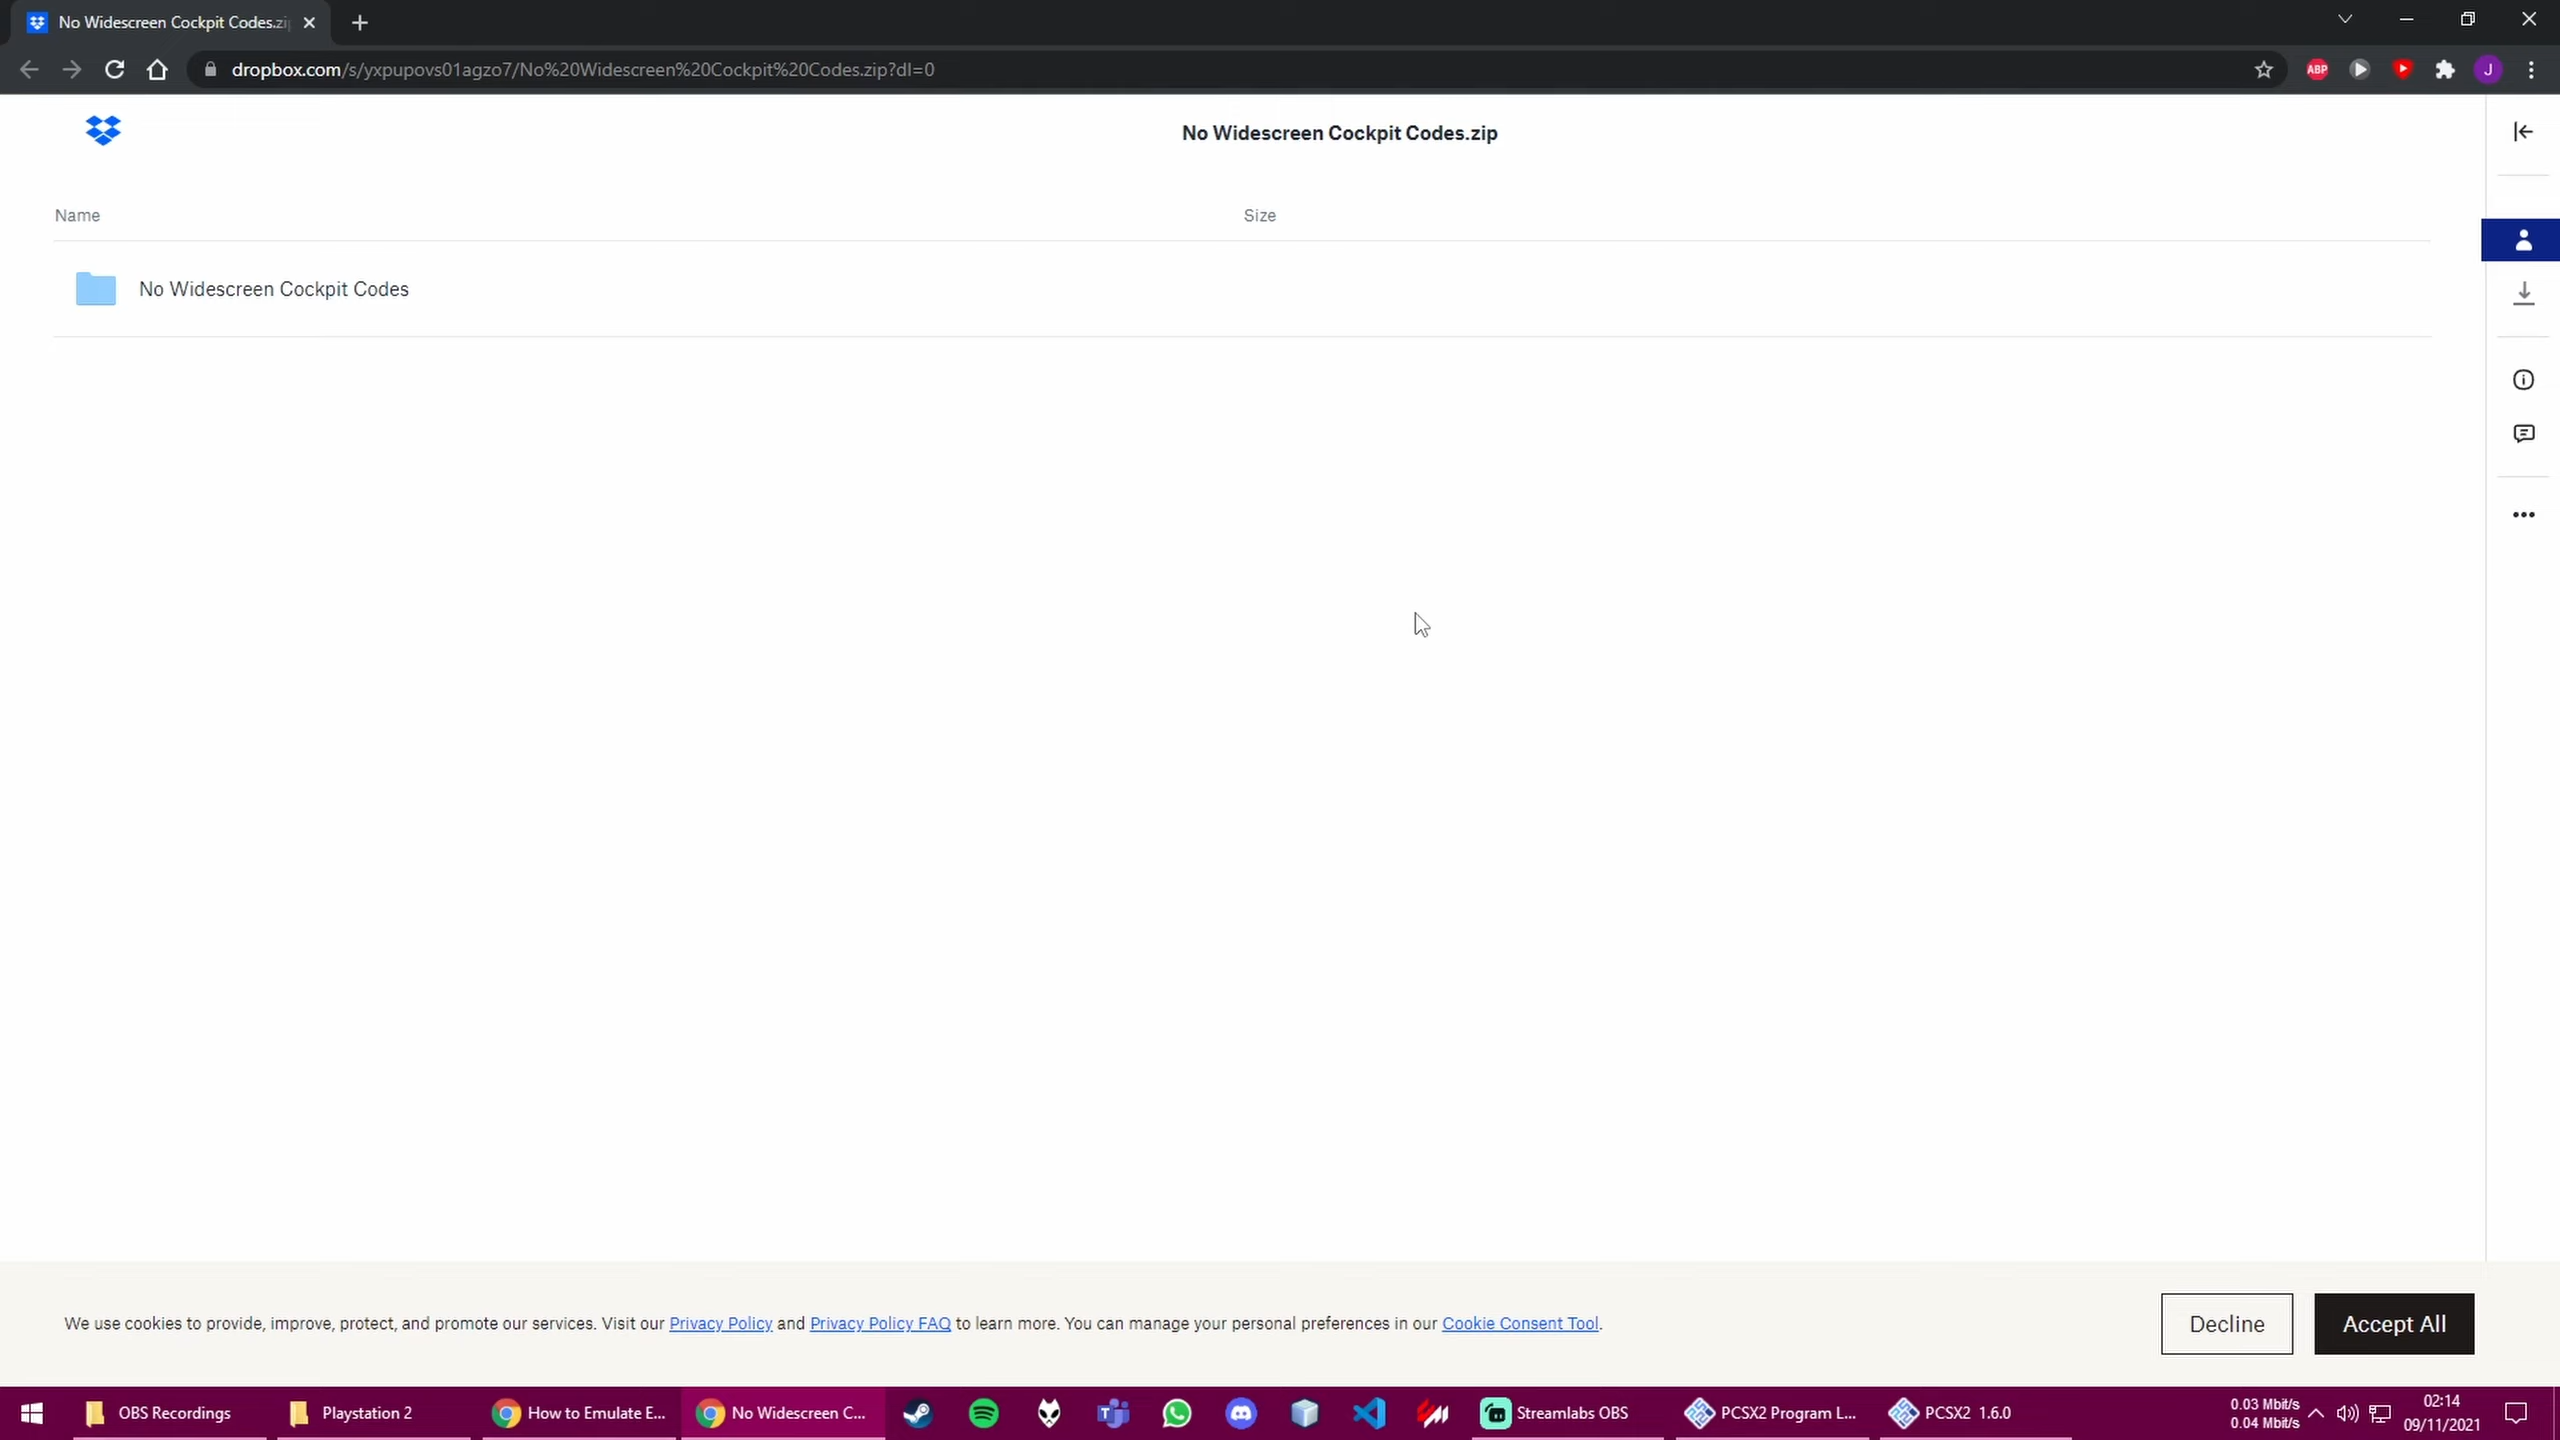 No Widescreen Cockpit Codes.zi
dropbox.com/s/yxpupovs01agzo7/No%20Widescreen%20Cockpit%20Codes.zip?dl=0
ABP
J
No Widescreen Cockpit Codes.zip
Name
Size
No Widescreen Cockpit Codes
We use cookies to provide, improve, protect, and promote our services. Visit our Privacy Policy and Privacy Policy FAQ to learn more. You can manage your personal preferences in our Cookie Consent Tool.
Decline
Accept All
OBS Recordings
Playstation 2
How to Emulate E...
No Widescreen C...
Streamlabs OBS
PCSX2 Program L...
PCSX2 1.6.0
0.03 Mbit/s
0.04 Mbit/s
02:14
09/11/2021